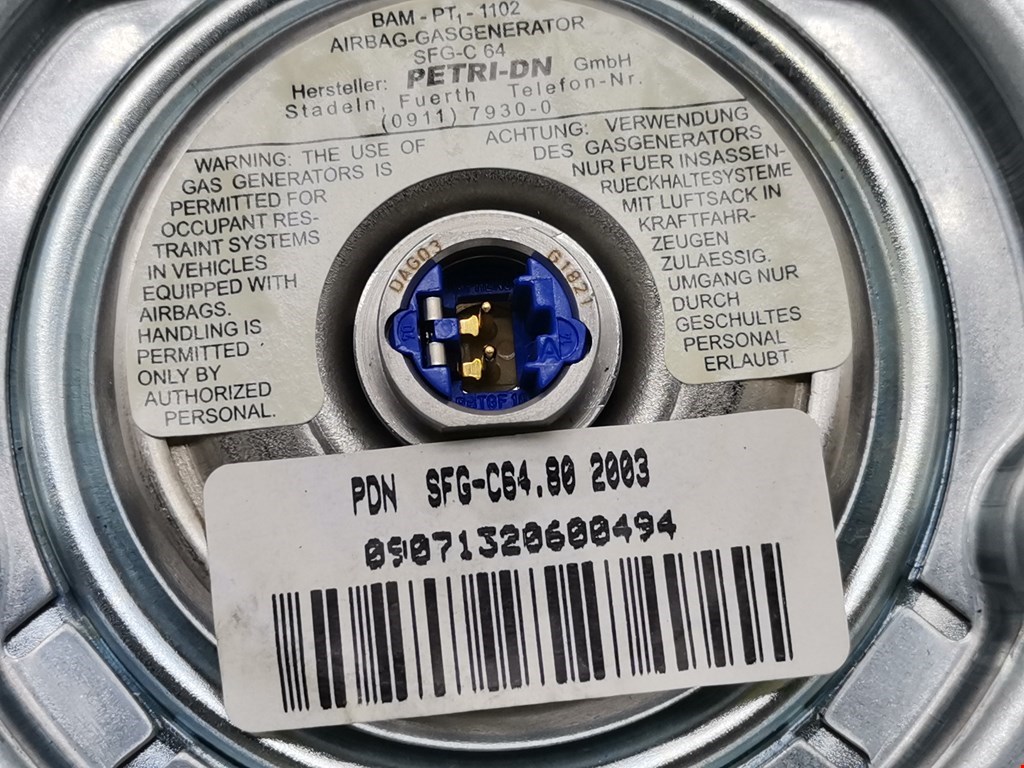 BAM - PT1 - 1102
AIRBAG-GASGENERATOR
SFG-C 64
Hersteller: PETRI-DN GmbH
Stadeln, Fuerth Telefon-Nr.
(0911) 7930-0
WARNING: THE USE OF
GAS GENERATORS IS
PERMITTED FOR
OCCUPANT RES-
TRAINT SYSTEMS
IN VEHICLES
EQUIPPED WITH
AIRBAGS.
HANDLING IS
PERMITTED
ONLY BY
AUTHORIZED
PERSONAL.
ACHTUNG: VERWENDUNG
DES GASGENERATORS
NUR FUER INSASSEN-
RUECKHALTESYSTEME
MIT LUFTSACK IN
KRAFTFAHR-
ZEUGEN
ZULAESSIG.
UMGANG NUR
DURCH
GESCHULTES
PERSONAL
ERLAUBT.
DAG03
GT821
A
PDN SFG-C64.80 2003
09071320600494